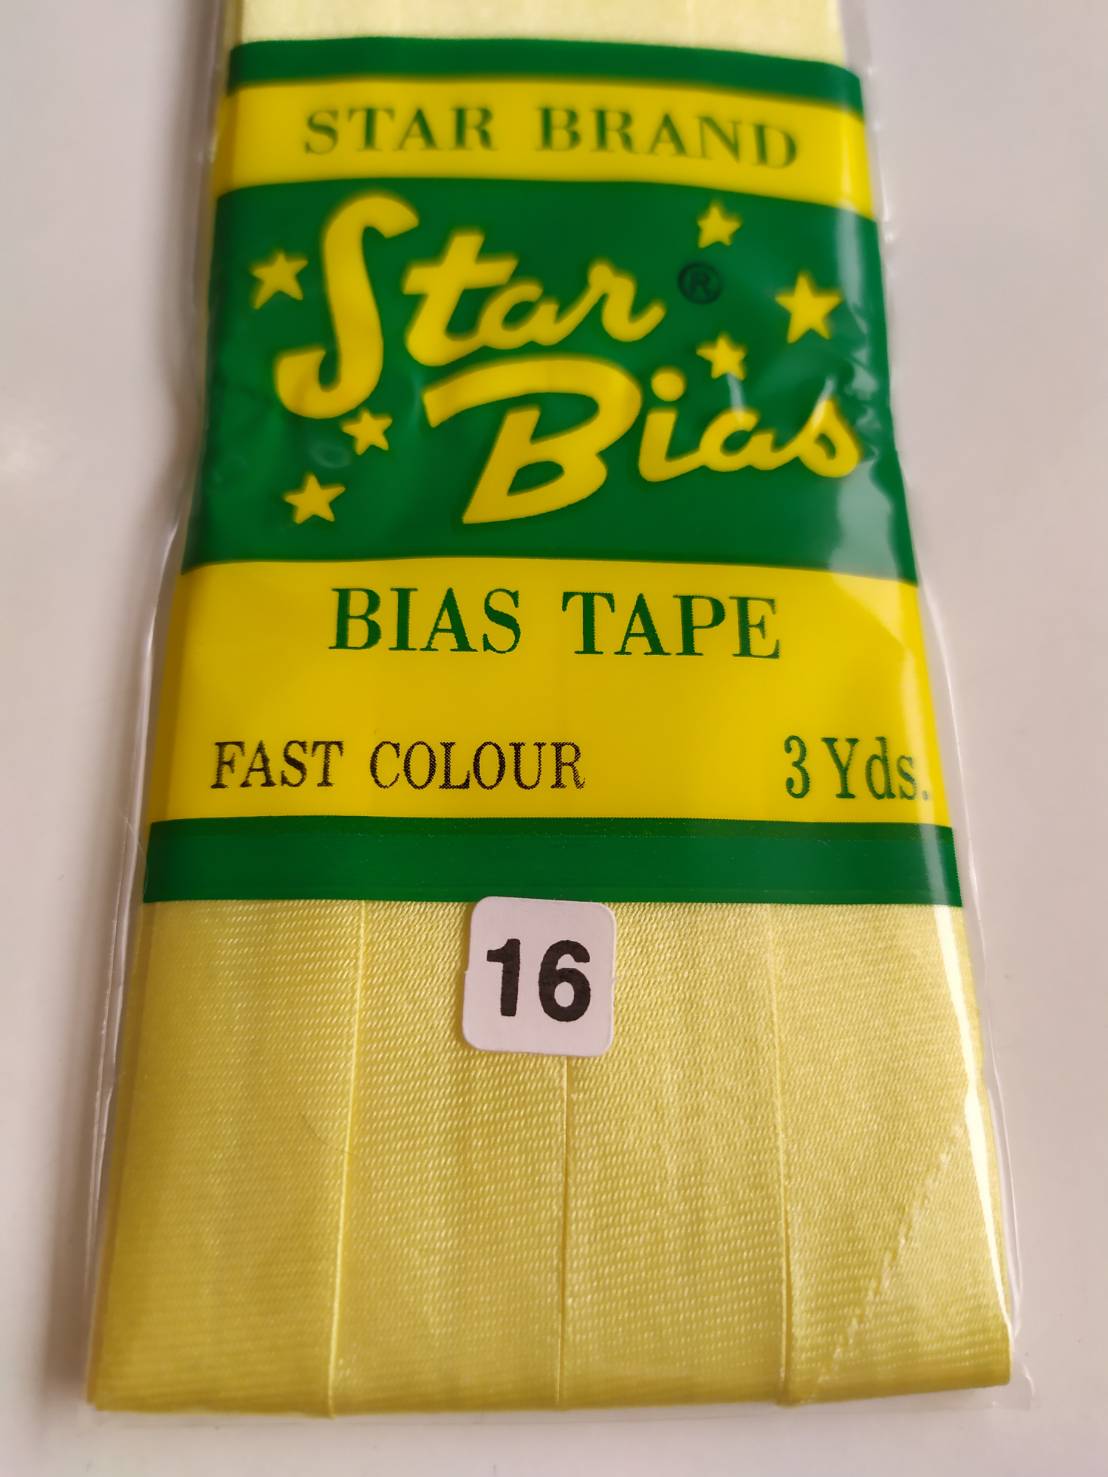 STAR BRAND
Star ®
Bias
BIAS TAPE
FAST COLOUR 3 Yds.
16